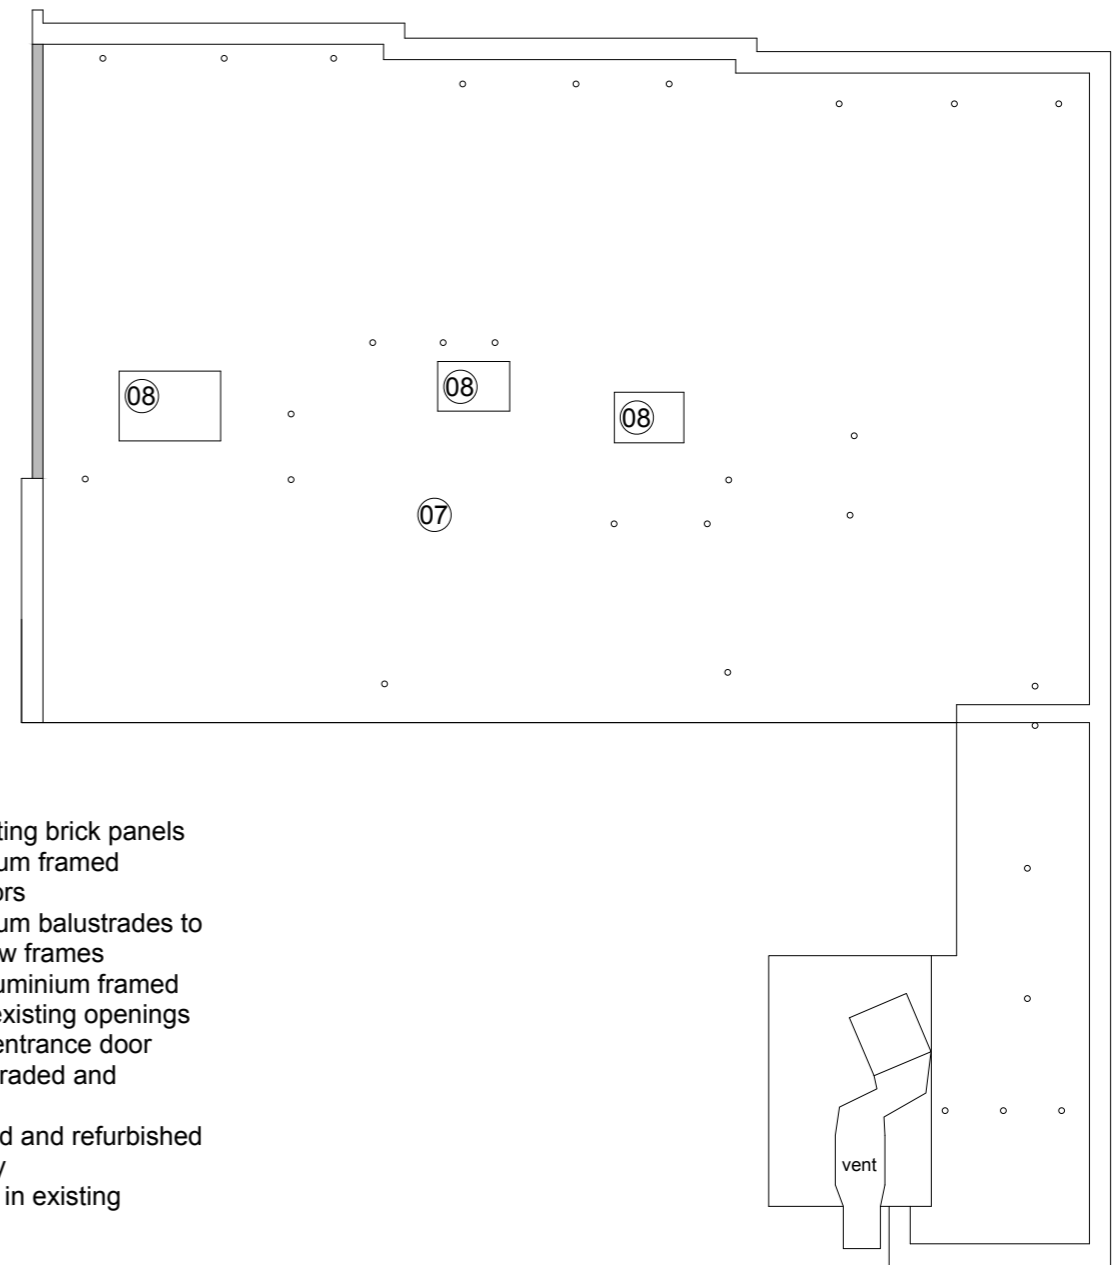 08
08
08
07
ting brick panels
um framed
ors
um balustrades to
w frames
uminium framed
existing openings
entrance door
raded and
d and refurbished
y
in existing
vent